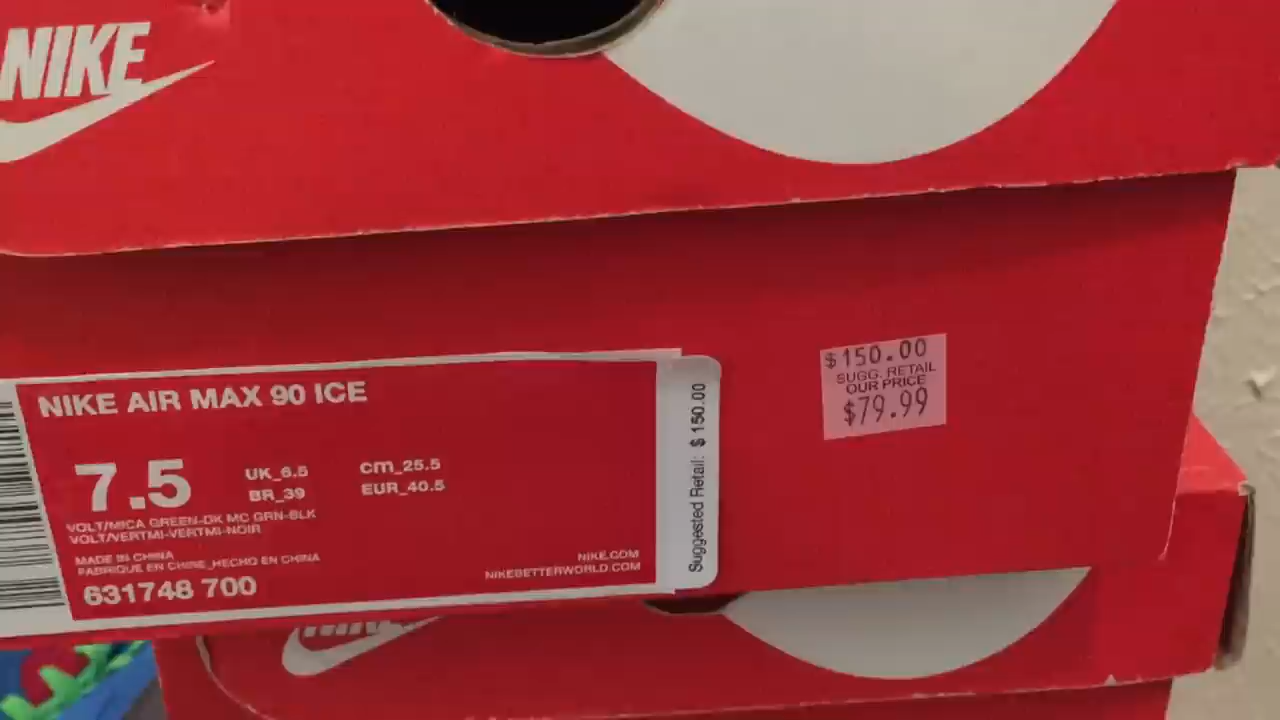 NIKE
$150.00
SUGG. RETAIL
OUR PRICE
$79.99
NIKE AIR MAX 90 ICE
7.5
UK_6.5
CM_25.5
BR_39
EUR_40.5
VOLT/MICA GREEN-DK MC GRN-BLK
VOLT/VERTMI-VERTMI-NOIR
MADE IN CHINA
FABRIQUE EN CHINE_HECHO EN CHINA
631748 700
NIKE.COM
NIKEBETTERWORLD.COM
Suggested Retail: $ 150.00
NIKE